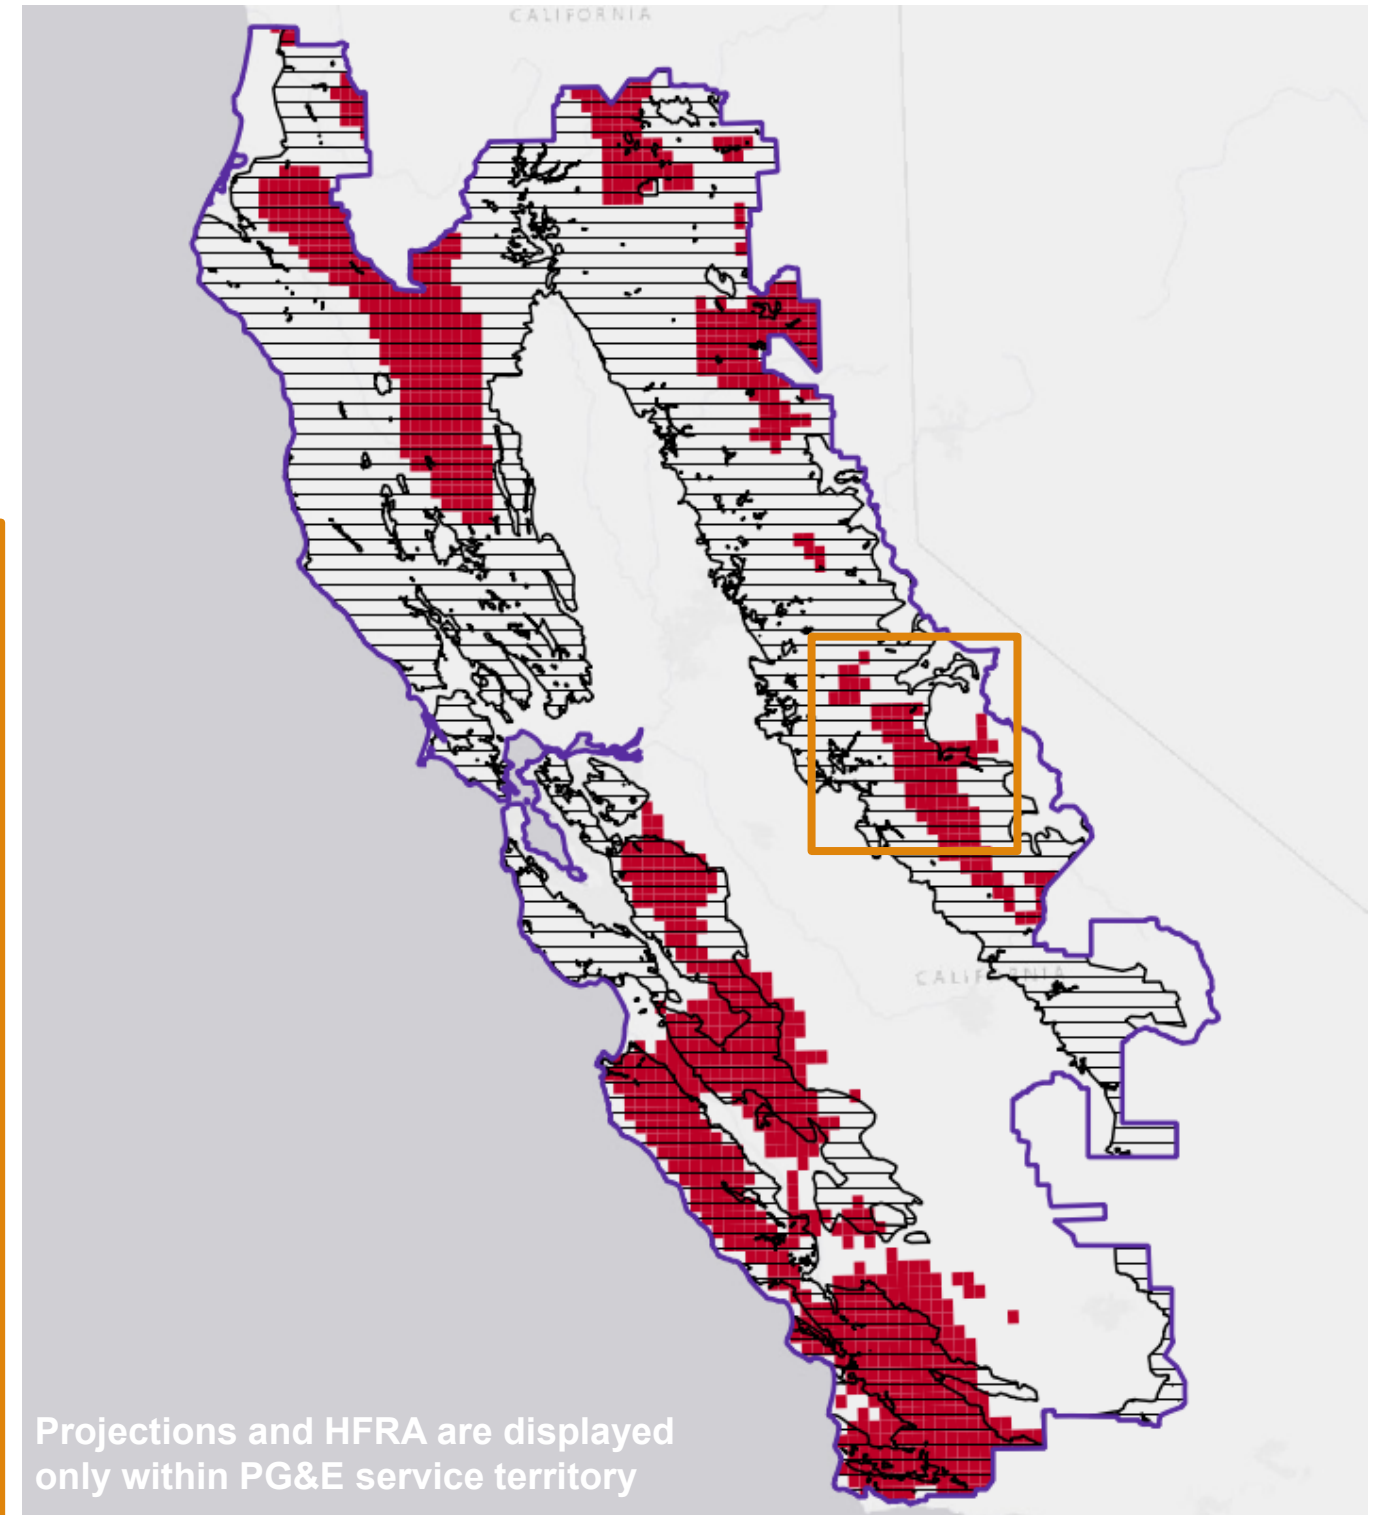 CALIFORNIA
CALIFORNIA
Projections and HFRA are displayed
only within PG&E service territory